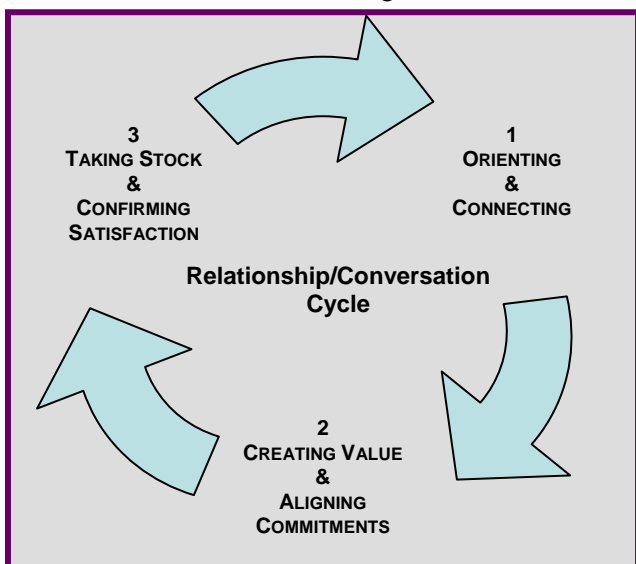 3
TAKING STOCK
&
CONFIRMING
SATISFACTION
1
ORIENTING
&
CONNECTING
Relationship/Conversation
Cycle
2
CREATING VALUE
&
ALIGNING
COMMITMENTS